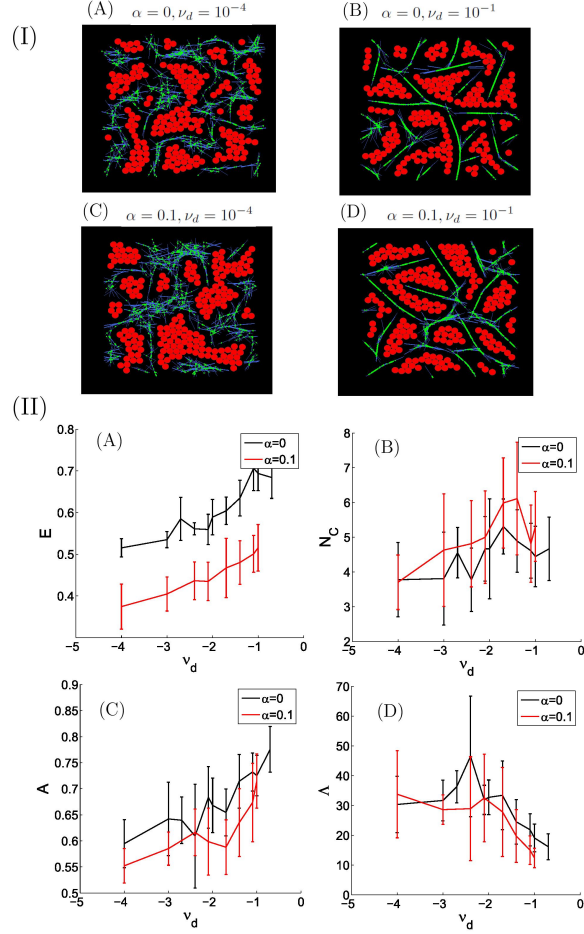 (I)
(A)
α = 0, ν_d = 10^{-4}
(B)
α = 0, ν_d = 10^{-1}
(C)
α = 0.1, ν_d = 10^{-4}
(D)
α = 0.1, ν_d = 10^{-1}
(II)
(A)
α=0
α=0.1
0.8
0.7
0.6
0.5
0.4
E
−5
−4
−3
−2
−1
0
ν_d
(B)
α=0
α=0.1
8
7
6
5
4
3
2
N_C
−5
−4
−3
−2
−1
0
ν_d
(C)
α=0
α=0.1
0.9
0.85
0.8
0.75
0.7
0.65
0.6
0.55
0.5
A
−5
−4
−3
−2
−1
0
ν_d
(D)
α=0
α=0.1
70
60
50
40
30
20
10
0
Λ
−5
−4
−3
−2
−1
0
ν_d